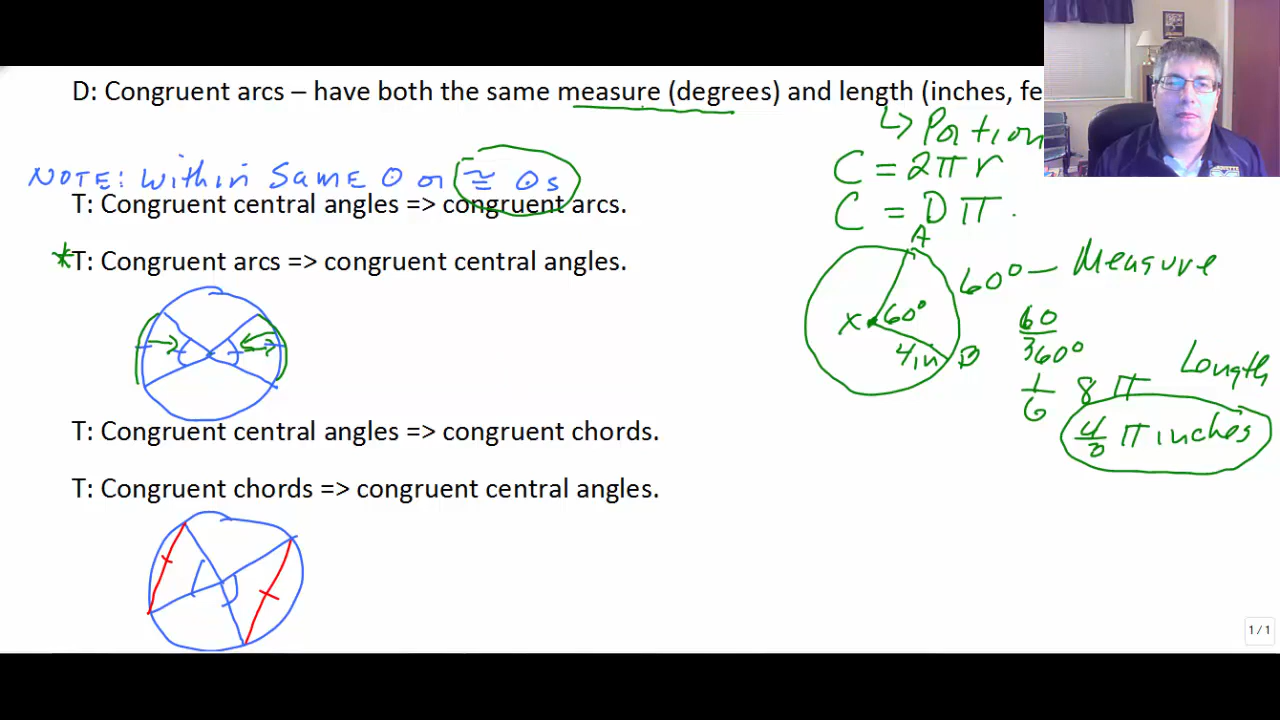 D: Congruent arcs – have both the same measure (degrees) and length (inches, fe
↳ Portion
NOTE: Within Same ⊙ or ≅ ⊙s
C = 2πr
T: Congruent central angles => congruent arcs.
C = Dπ.
*T: Congruent arcs => congruent central angles.
A
60° — Measure
X 60°
4in B
60/360°
Length
1/6 8π
π inches
T: Congruent central angles => congruent chords.
T: Congruent chords => congruent central angles.
1 / 1